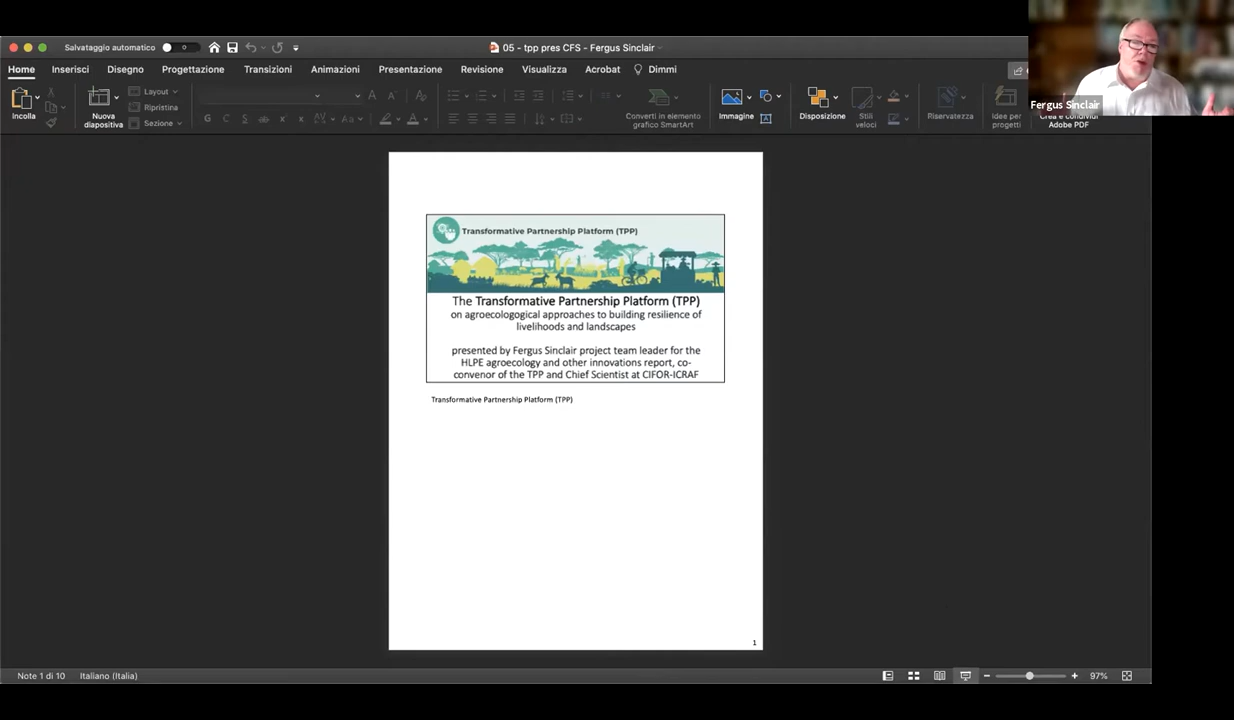 Salvataggio automatico
05 - tpp pres CFS - Fergus Sinclair
Home Inserisci Disegno Progettazione Transizioni Animazioni Presentazione Revisione Visualizza Acrobat Dimmi
Incolla
Nuova
diapositiva
Layout
Ripristina
Sezione
G C S
Converti in elemento
grafico SmartArt
Immagine
Disposizione
Stili
veloci
Riservatezza
Idee per
progetti
Crea e condividi
Adobe PDF
Fergus Sinclair
Transformative Partnership Platform (TPP)
The Transformative Partnership Platform (TPP)
on agroecologogical approaches to building resilience of
livelihoods and landscapes
presented by Fergus Sinclair project team leader for the
HLPE agroecology and other innovations report, co-
convenor of the TPP and Chief Scientist at CIFOR-ICRAF
Transformative Partnership Platform (TPP)
1
Note 1 di 10 Italiano (Italia) 97%